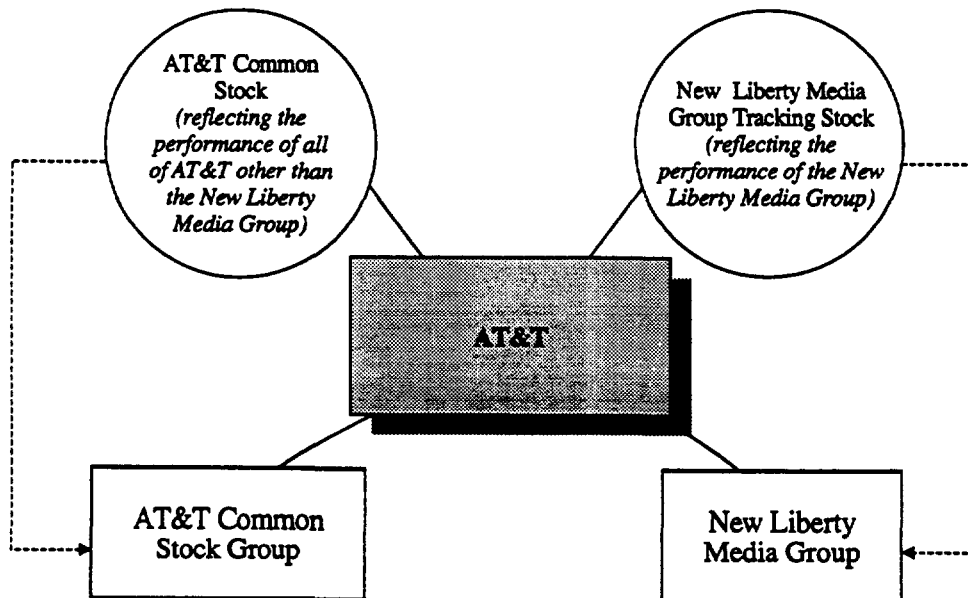 AT&T Common
Stock
(reflecting the
performance of all
of AT&T other than
the New Liberty
Media Group)
New Liberty Media
Group Tracking Stock
(reflecting the
performance of the New
Liberty Media Group)
AT&T
AT&T Common
Stock Group
New Liberty
Media Group